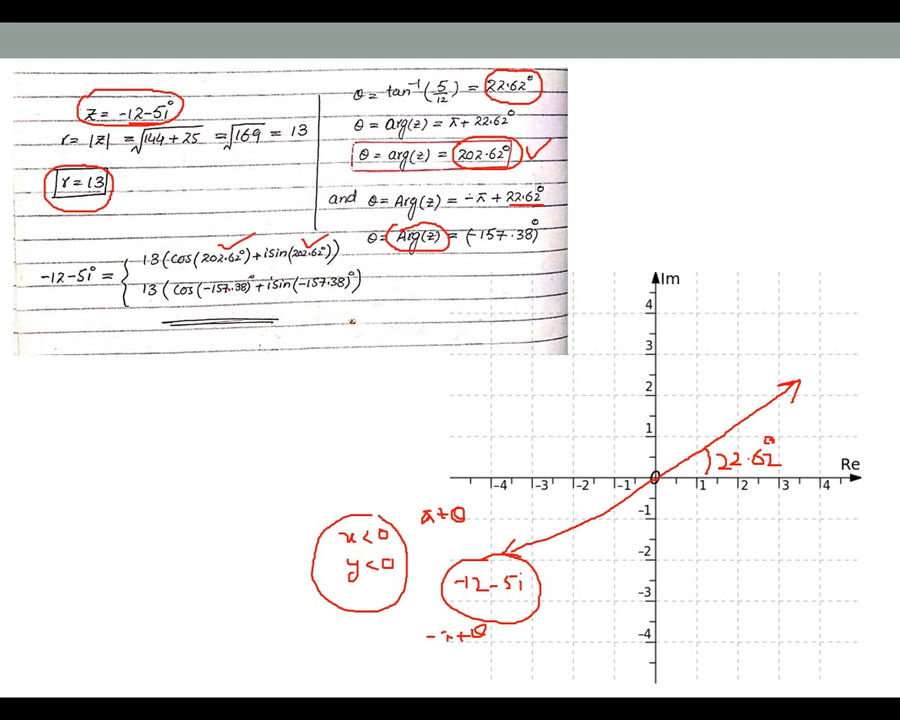 z = -12-5i
r = |z| = √144+25 = √169 = 13
r = 13
θ = tan⁻¹(5/12) = 22.62°
θ = arg(z) = π + 22.62°
θ = arg(z) = 202.62°
and θ = Arg(z) = -π + 22.62°
θ = Arg(z) = (-157.38)°
-12-5i = { 13(cos(202.62°)+isin(202.62°))
13(cos(-157.38)°+isin(-157.38)°)
Im
4
3
2
1
22.62°
Re
-4 -3 -2 -1 0 1 2 3 4
-1
-2
-3
-4
π+θ
x<0
y<0
-12-5i
-π+θ